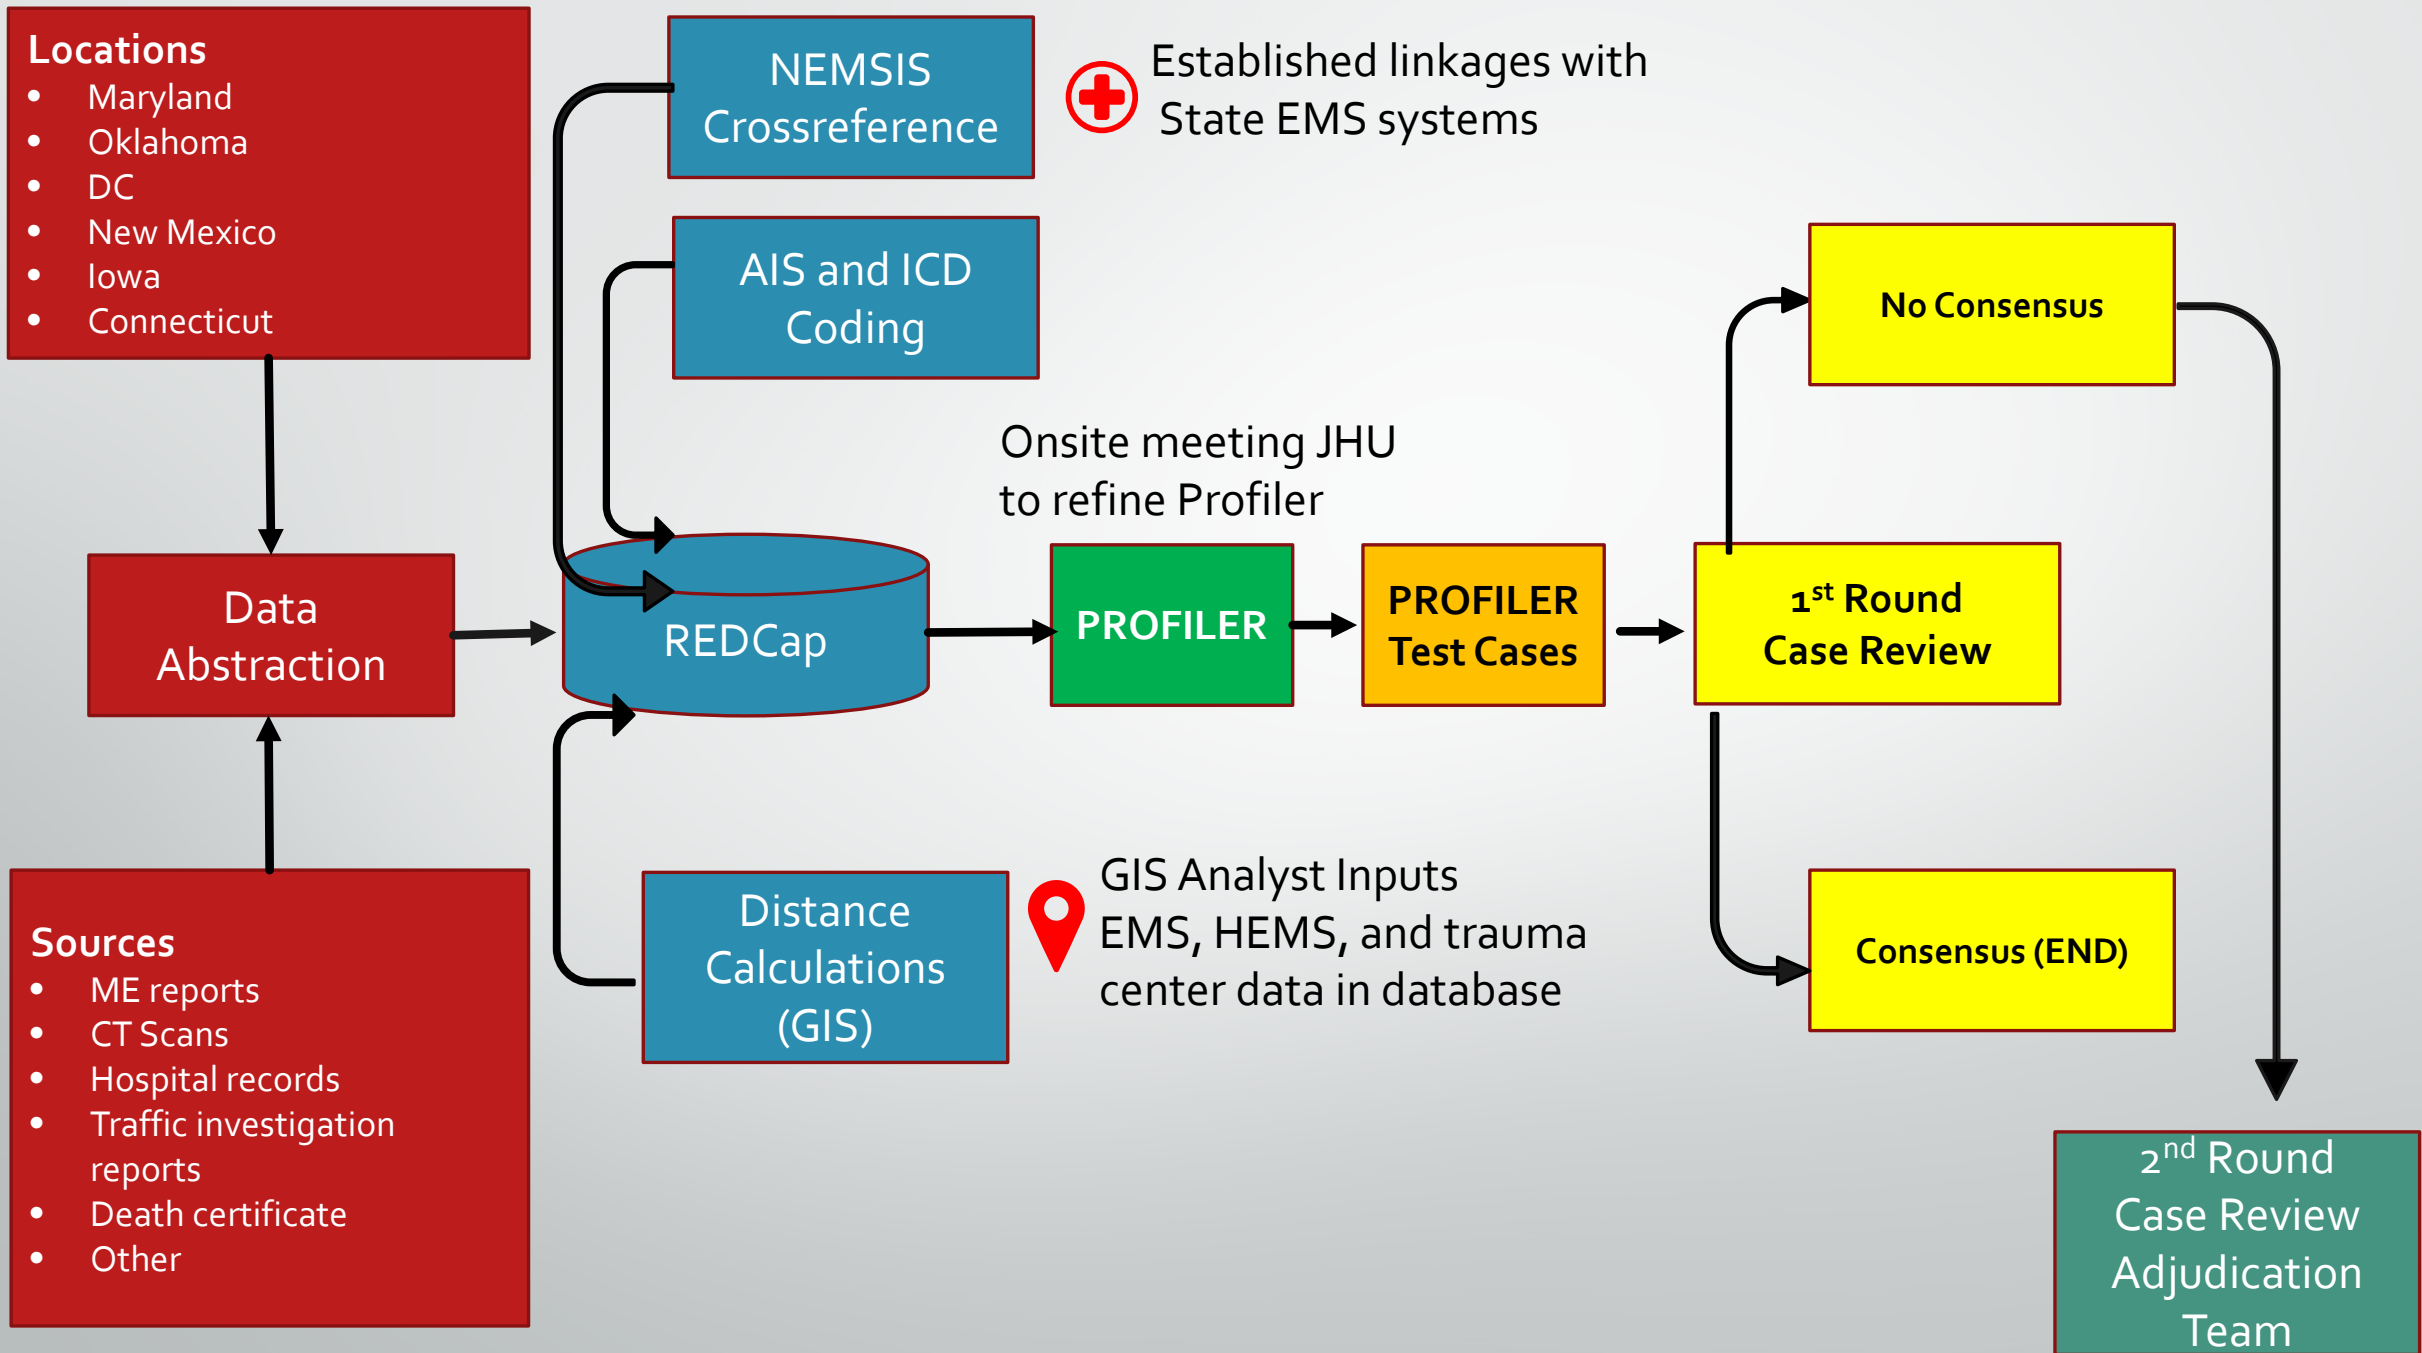 Locations
• Maryland
• Oklahoma
• DC
• New Mexico
• Iowa
• Connecticut
NEMSIS
Crossreference
Established linkages with
State EMS systems
AIS and ICD
Coding
No Consensus
Onsite meeting JHU
to refine Profiler
Data
Abstraction
REDCap
PROFILER
PROFILER
Test Cases
1st Round
Case Review
Sources
• ME reports
• CT Scans
• Hospital records
• Traffic investigation
reports
• Death certificate
• Other
Distance
Calculations
(GIS)
GIS Analyst Inputs
EMS, HEMS, and trauma
center data in database
Consensus (END)
2nd Round
Case Review
Adjudication
Team